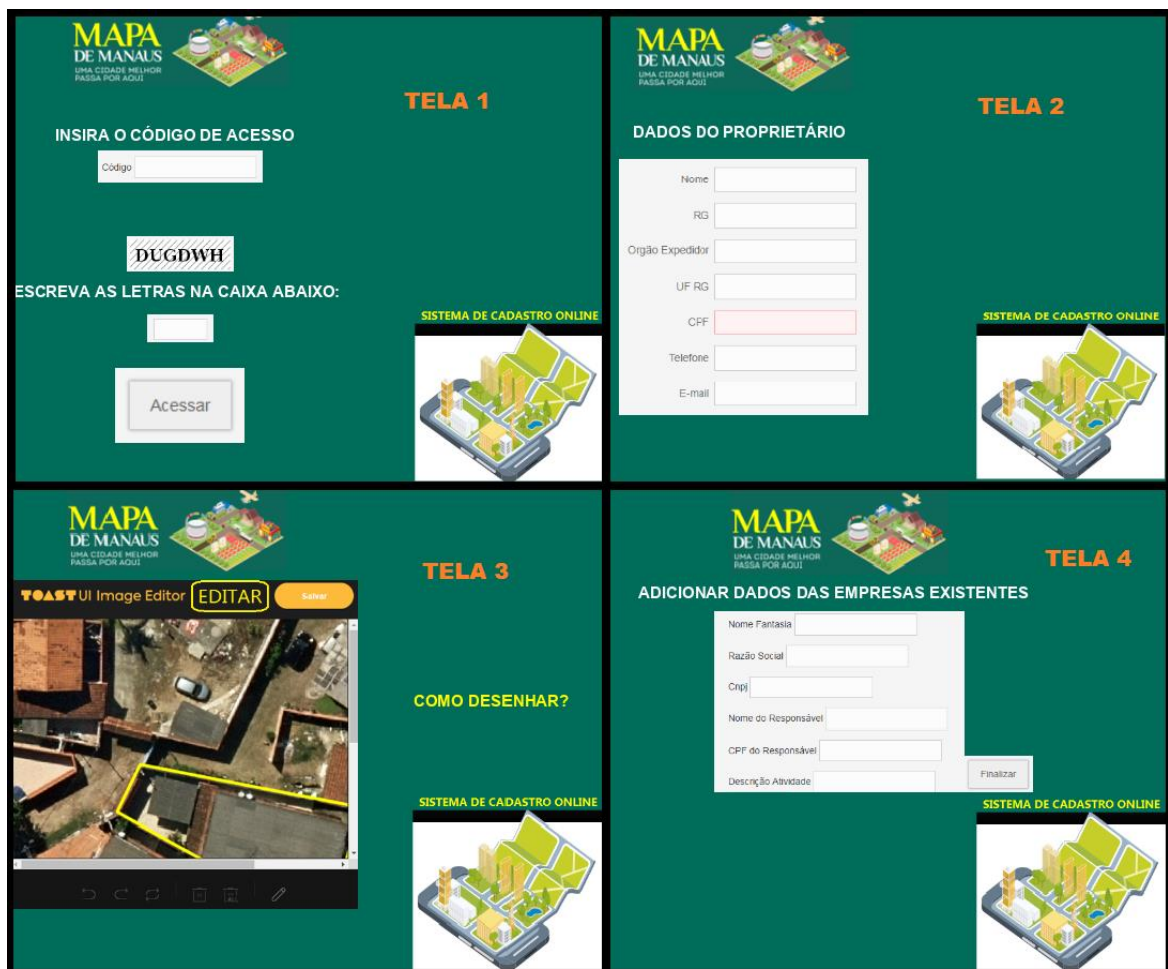 MAPA
DE MANAUS
UMA CIDADE MELHOR
PASSA POR AQUI
TELA 1
INSIRA O CÓDIGO DE ACESSO
Código
DUGDWH
ESCREVA AS LETRAS NA CAIXA ABAIXO:
Acessar
SISTEMA DE CADASTRO ONLINE
MAPA
DE MANAUS
UMA CIDADE MELHOR
PASSA POR AQUI
TELA 2
DADOS DO PROPRIETÁRIO
Nome
RG
Orgão Expedidor
UF RG
CPF
Telefone
E-mail
SISTEMA DE CADASTRO ONLINE
MAPA
DE MANAUS
UMA CIDADE MELHOR
PASSA POR AQUI
TELA 3
TOAST UI Image Editor EDITAR Salvar
COMO DESENHAR?
SISTEMA DE CADASTRO ONLINE
MAPA
DE MANAUS
UMA CIDADE MELHOR
PASSA POR AQUI
TELA 4
ADICIONAR DADOS DAS EMPRESAS EXISTENTES
Nome Fantasia
Razão Social
Cnpj
Nome do Responsável
CPF do Responsável
Descrição Atividade
Finalizar
SISTEMA DE CADASTRO ONLINE